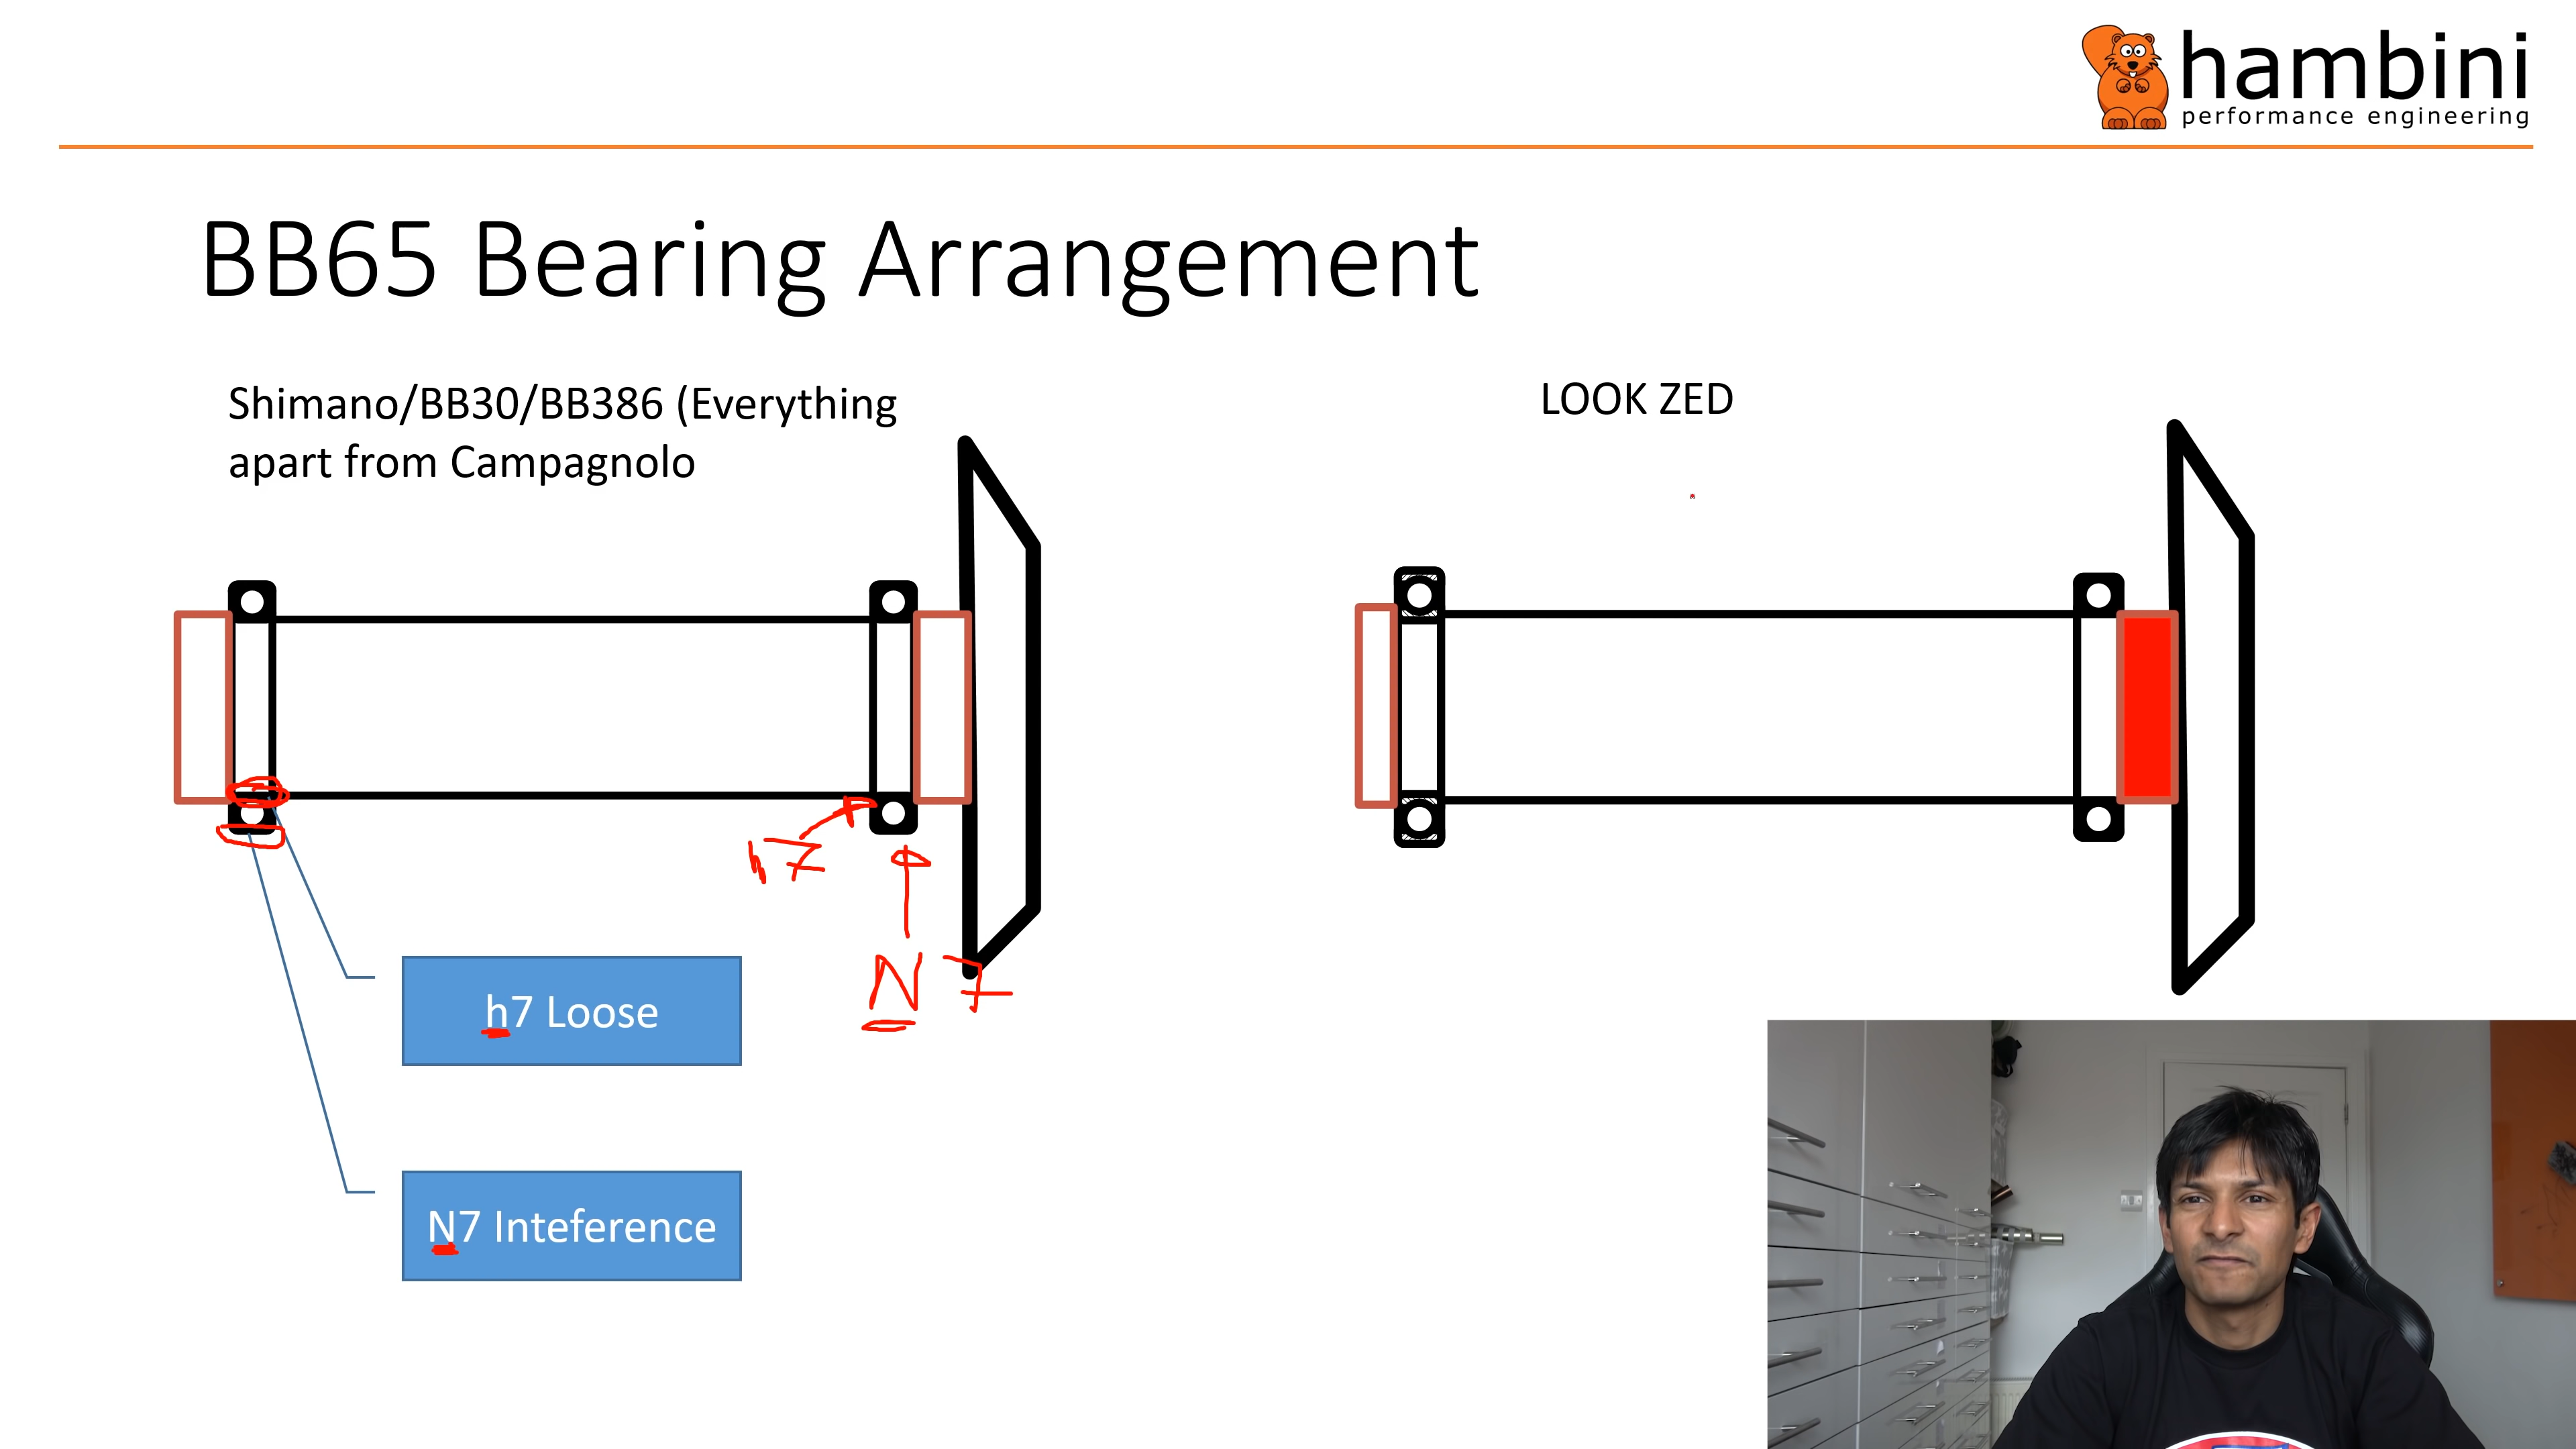 hambini
performance engineering
BB65 Bearing Arrangement
Shimano/BB30/BB386 (Everything
apart from Campagnolo
LOOK ZED
h7
N7
h7 Loose
N7 Inteference